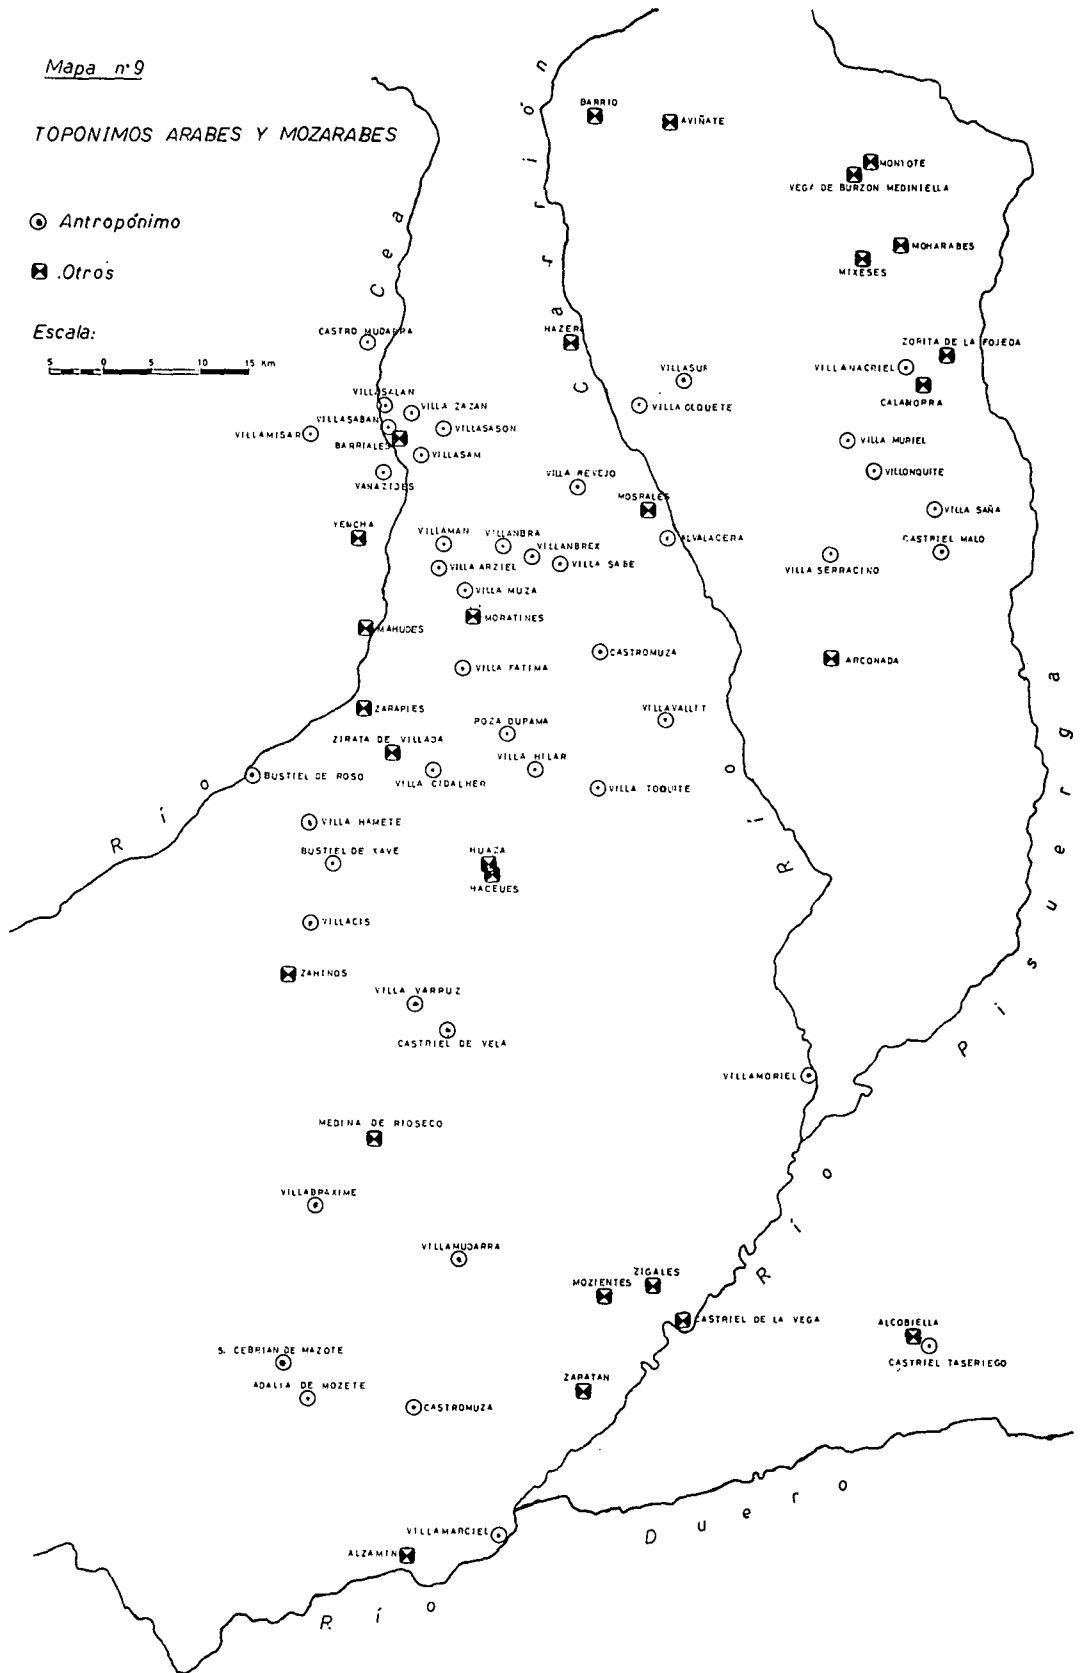 Mapa nº 9
TOPONIMOS ARABES Y MOZARABES
Antropónimo
.Otros
Escala:
5 0 5 10 15 Km
Río Cea
Río Carrión
Río Pisuerga
Río Duero
BARRIO
AVIÑATE
MONTOTE
VEGA DE BURZON MEDINIELLA
MOHARABES
MIXESES
CASTRO MUDARRA
HAZERA
ZORITA DE LA FOJEDA
VILLANACRIEL
CALAHORRA
VILLASUR
VILLA OLQUETE
VILLASALAN
VILLA ZAZAN
VILLASABAN
VILLASASON
VILLAMISAR
BARRIALES
VILLASAM
VILLA MURIEL
VANAZIDES
VILLA REVEJO
VILLONQUITE
MOSRALES
VILLA SAÑA
YENCHA
VILLAMAN
VILLANBRA
VILLANBREX
ALVALACERA
CASTRIEL MALO
VILLA ARZIEL
VILLA SABE
VILLA SERRACINO
VILLA MUZA
MORATINES
MAHUDES
CASTROMUZA
ARCONADA
VILLA FATIMA
ZARAPIES
VILLAVALLIT
POZA DUPAMA
ZIRATA DE VILLADA
VILLA HILAR
BUSTIEL DE ROSO
VILLA CIDALHER
VILLA TOQUITE
VILLA HAMETE
BUSTIEL DE XAVE
HUAZA
HACEUES
VILLACIS
ZAHINOS
VILLA VARRUZ
CASTRIEL DE VELA
VILLAMORIEL
MEDINA DE RIOSECO
VILLABRAXIME
VILLAMUDARRA
ZIGALES
MOZIENTES
CASTRIEL DE LA VEGA
ALCOBIELLA
CASTRIEL TASERIEGO
S. CEBRIAN DE MAZOTE
ADALIA DE MOZETE
ZARATAN
CASTROMUZA
VILLAMARCIEL
ALZAMIN